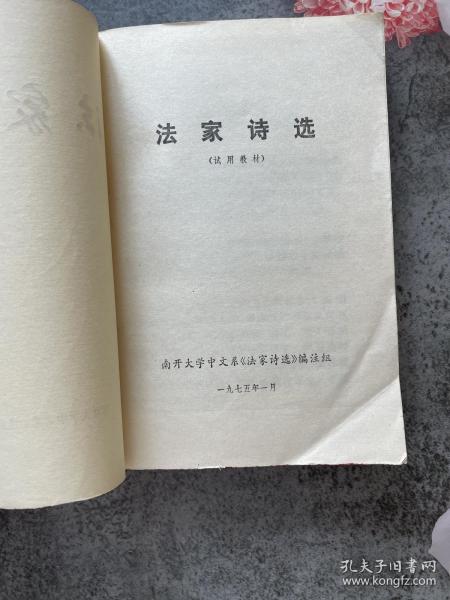 法家诗选
（试用教材）
南开大学中文系《法家诗选》编注组
一九七五年一月
孔夫子旧书网
www.kongfz.com